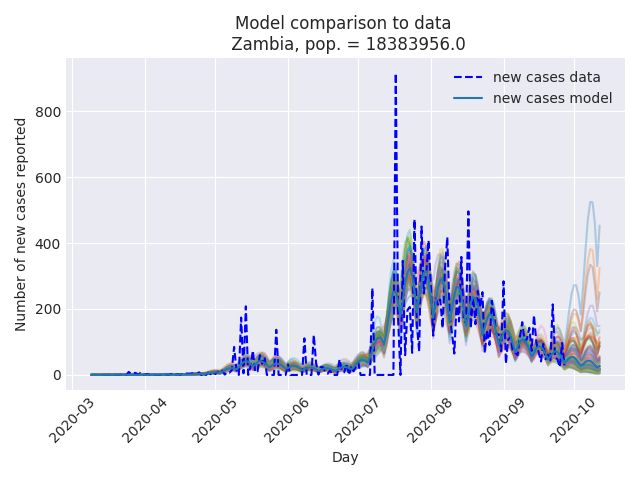 Model comparison to data
Zambia, pop. = 18383956.0
new cases data
new cases model
Number of new cases reported
800
600
400
200
0
2020-03
2020-04
2020-05
2020-06
2020-07
2020-08
2020-09
2020-10
Day